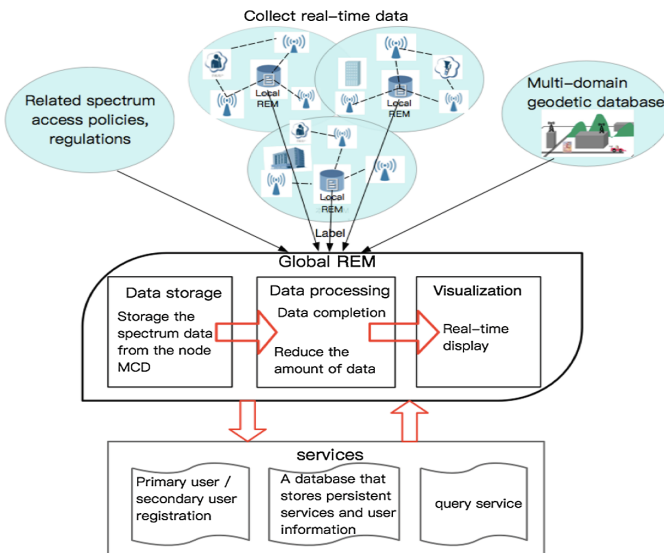 Collect real-time data
Local
REM
Local
REM
Related spectrum
access policies,
regulations
Multi-domain
geodetic database
Local
REM
Label
Global REM
Data storage
Storage the
spectrum data
from the node
MCD
Data processing
Data completion
Reduce the
amount of data
Visualization
Real-time
display
services
Primary user /
secondary user
registration
A database that
stores persistent
services and user
information
query service